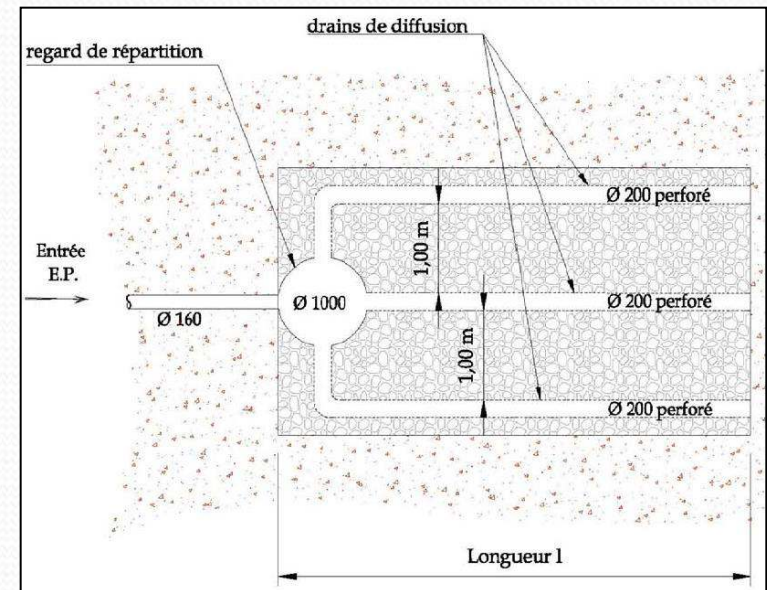 drains de diffusion
regard de répartition
Ø 200 perforé
1,00 m
Entrée
E.P.
Ø 1000
Ø 200 perforé
Ø 160
1,00 m
Ø 200 perforé
Longueur l